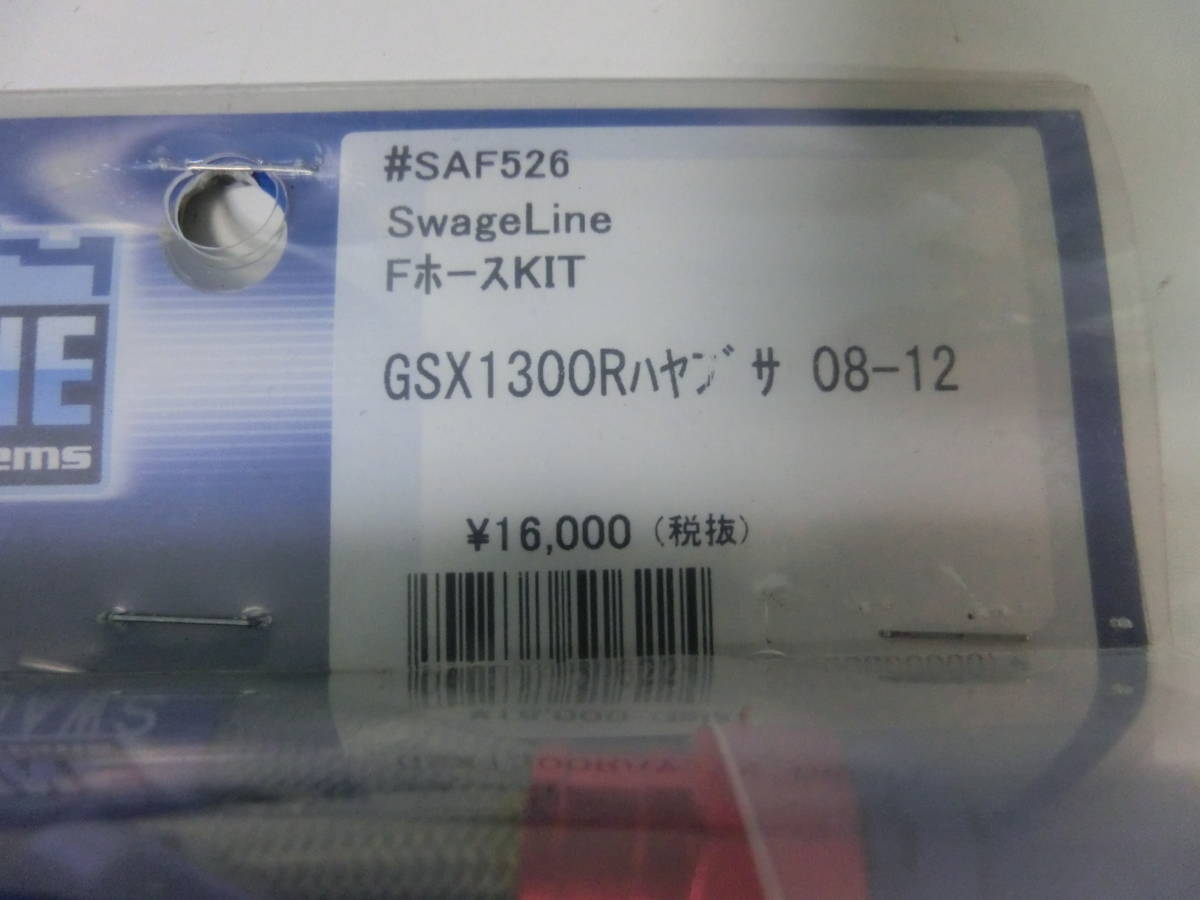 #SAF526
SwageLine
FホースKIT
GSX1300Rﾊﾔﾌﾞｻ 08-12
¥16,000（税抜）